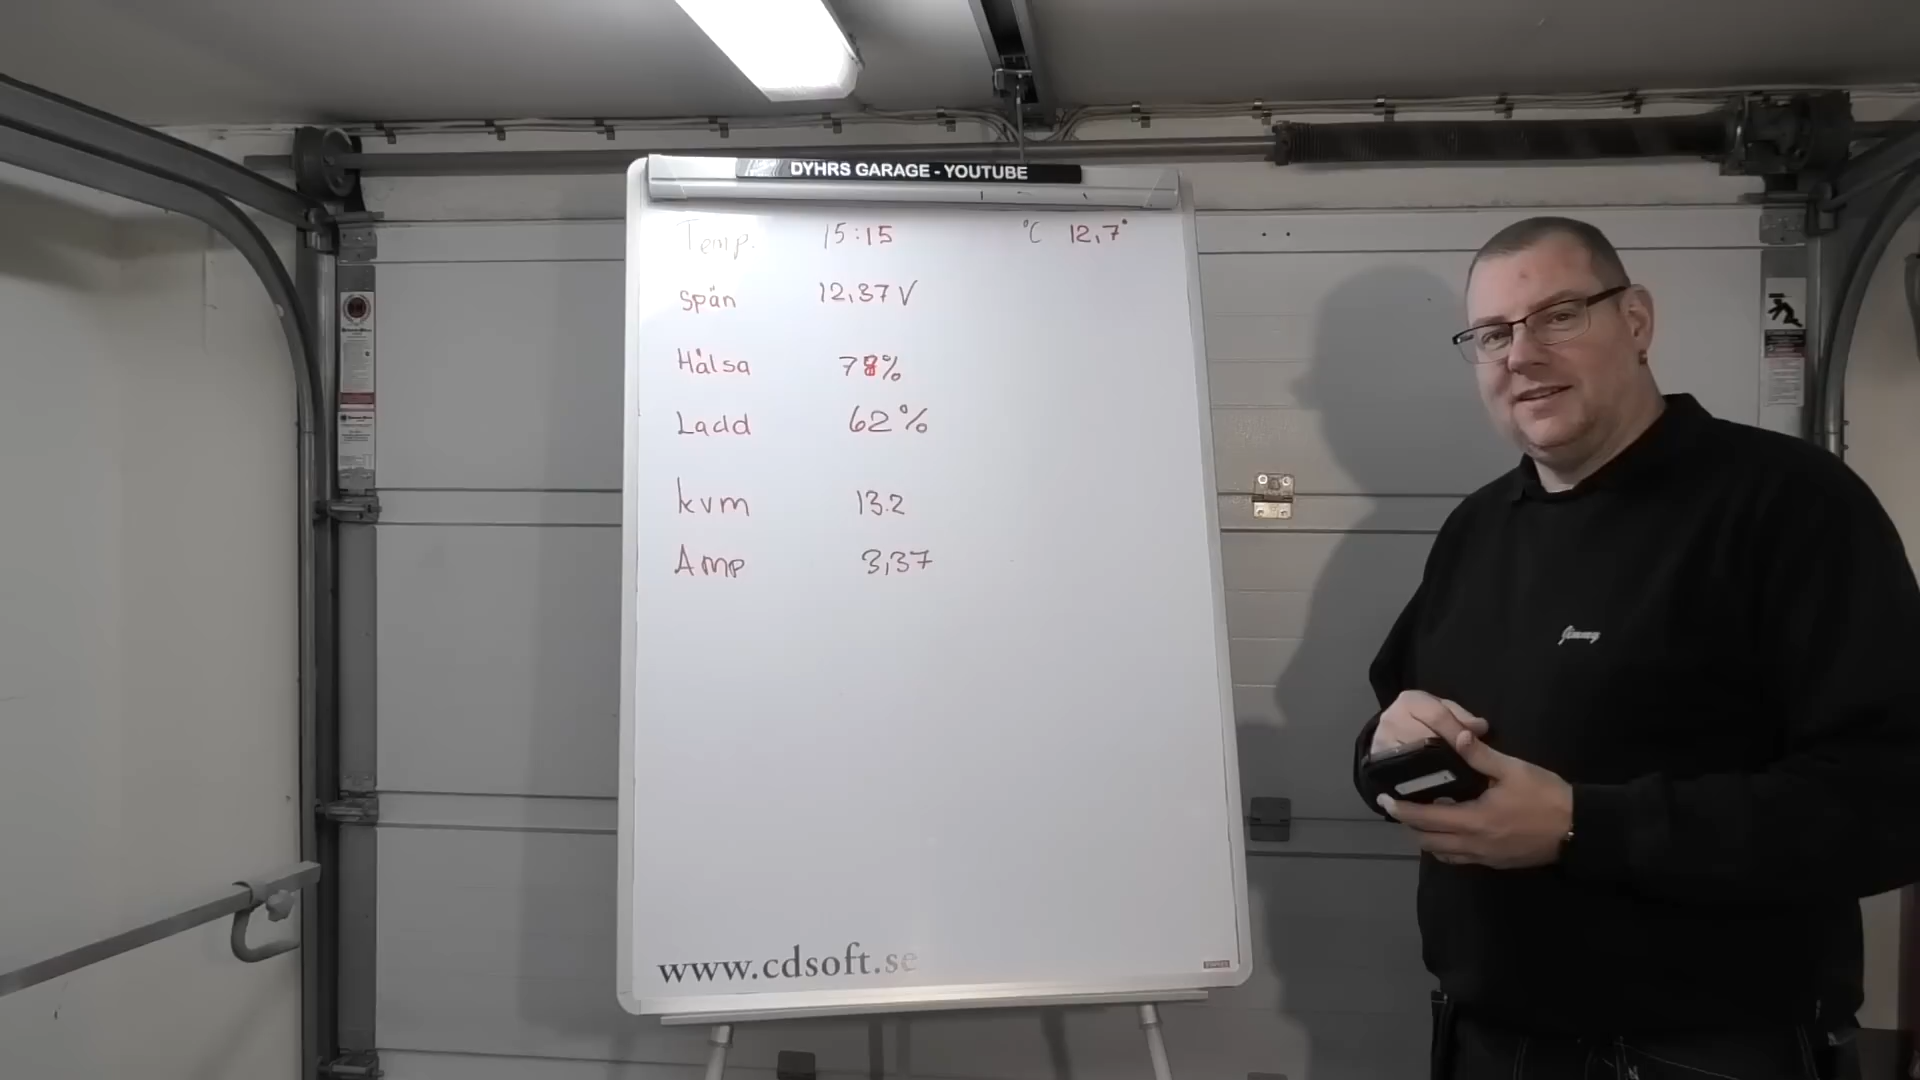 DYHRS GARAGE - YOUTUBE
Temp. 15:15 °C 12,7°
Spän 12,37 V
Hälsa 78%
Ladd 62%
kvm 13.2
Amp 3,37
Jimmy
www.cdsoft.se